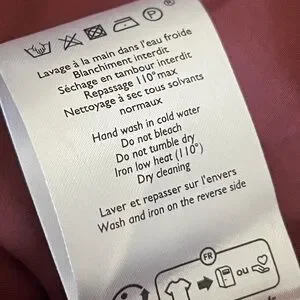 P
Lavage à la main dans l'eau froide
Blanchiment interdit
Séchage en tambour interdit
Repassage 110° max
Nettoyage à sec tous solvants
normaux
Hand wash in cold water
Do not bleach
Do not tumble dry
Iron low heat (110°)
Dry cleaning
Laver et repasser sur l'envers
Wash and iron on the reverse side
FR
ou